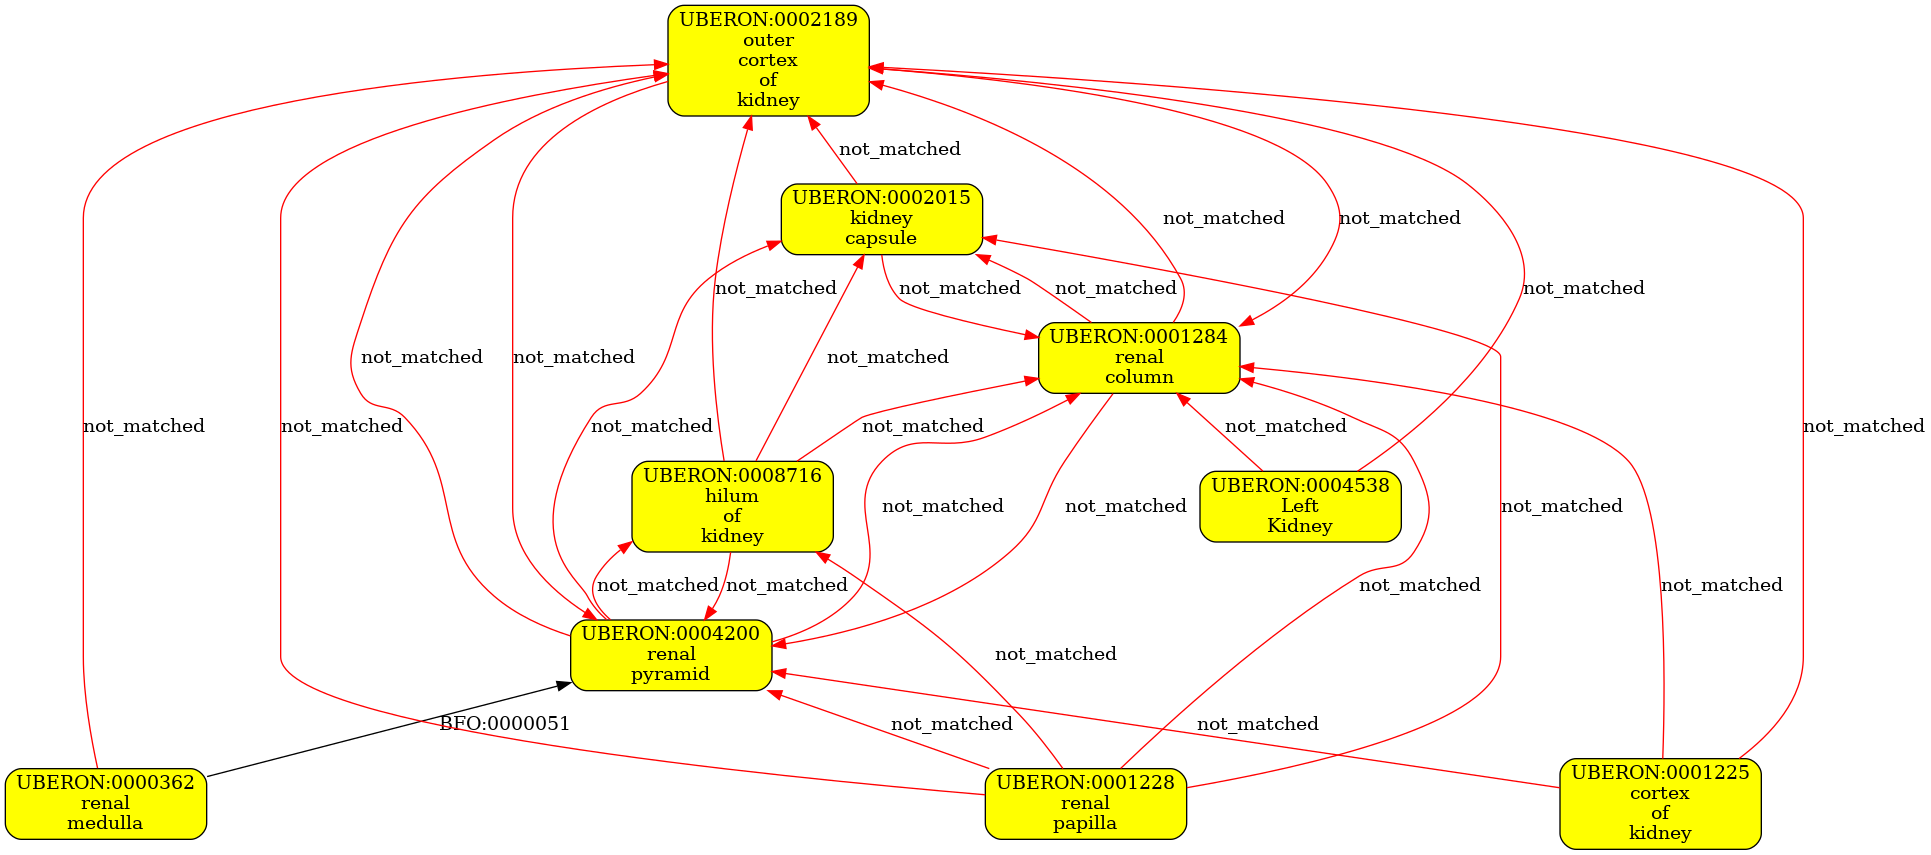 UBERON:0002189
outer
cortex
of
kidney
not_matched
UBERON:0002015
kidney
capsule
not_matched
not_matched
not_matched
not_matched
not_matched
not_matched
UBERON:0001284
renal
column
not_matched
not_matched
not_matched
not_matched
not_matched
not_matched
not_matched
not_matched
not_matched
not_matched
UBERON:0008716
hilum
of
kidney
UBERON:0004538
Left
Kidney
not_matched
not_matched
not_matched
not_matched
not_matched
not_matched
not_matched
UBERON:0004200
renal
pyramid
not_matched
BFO:0000051
not_matched
not_matched
UBERON:0000362
renal
medulla
UBERON:0001228
renal
papilla
UBERON:0001225
cortex
of
kidney